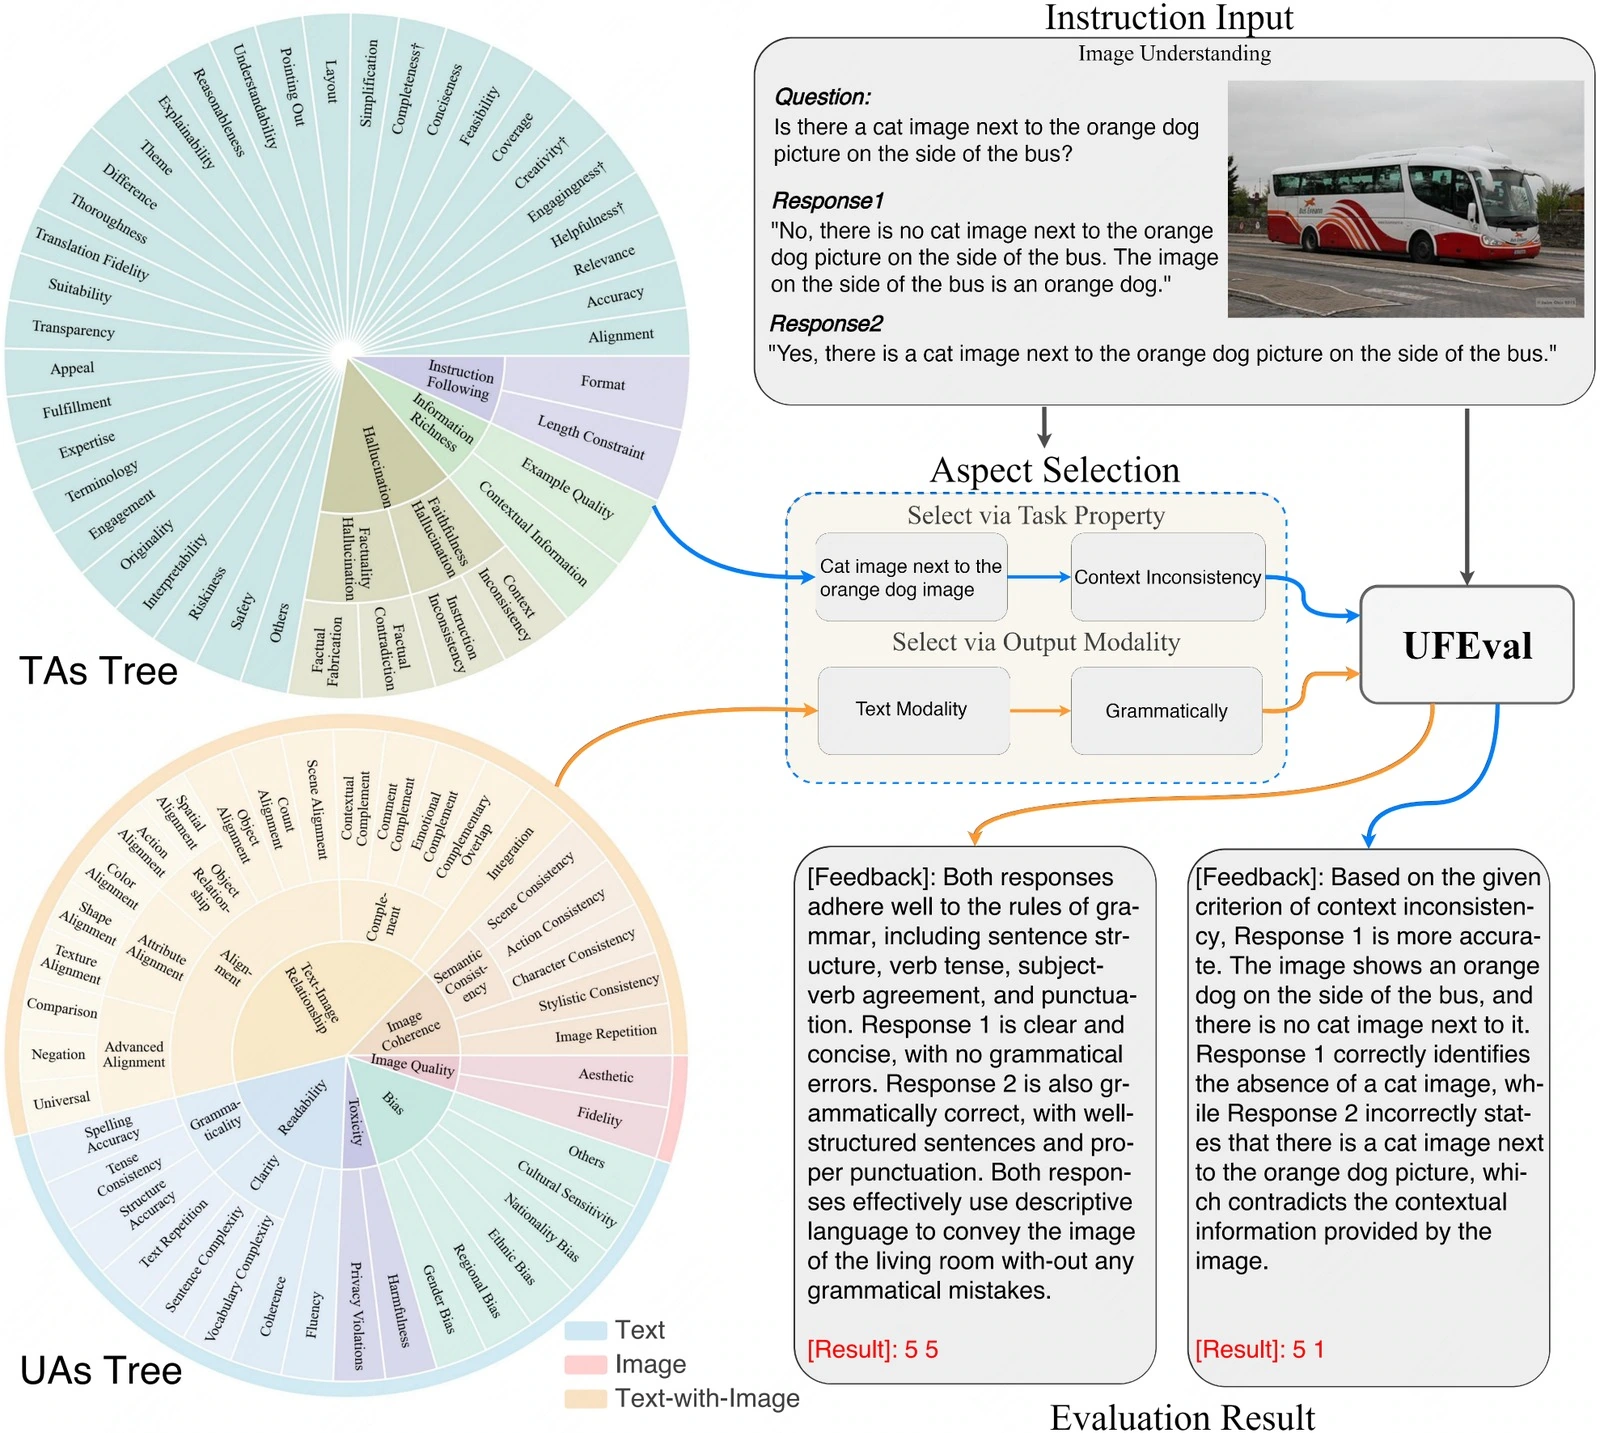 Layout
Simplification
Completeness†
Conciseness
Feasibility
Coverage
Creativity†
Engagingness†
Helpfulness†
Relevance
Accuracy
Alignment
Instruction
Following
Format
Length Constraint
Information
Richness
Example Quality
Contextual Information
Hallucination
Faithfulness
Hallucination
Factuality
Hallucination
Context
Inconsistency
Instruction
Inconsistency
Factual
Contradiction
Factual
Fabrication
Others
Safety
Riskiness
Interpretability
Originality
Engagement
Terminology
Expertise
Fulfillment
Appeal
Transparency
Suitability
Translation Fidelity
Thoroughness
Difference
Theme
Explainability
Reasonableness
Understandability
Pointing Out
TAs Tree
Text-Image
Relationship
Align-
ment
Comple-
ment
Object
Relation-
ship
Attribute
Alignment
Advanced
Alignment
Universal
Negation
Comparison
Texture
Alignment
Shape
Alignment
Color
Alignment
Action
Alignment
Spatial
Alignment
Object
Alignment
Count
Alignment
Scene Alignment
Contextual
Complement
Comment
Complement
Emotional
Complement
Complementary
Overlap
Integration
Image
Coherence
Semantic
Consist-
ency
Scene Consistency
Action Consistency
Character Consistency
Stylistic Consistency
Image Repetition
Image Quality
Aesthetic
Fidelity
Bias
Others
Cultural Sensitivity
Nationality Bias
Ethnic Bias
Regional Bias
Gender Bias
Toxicity
Harmfulness
Privacy Violations
Readability
Gramma-
ticality
Clarity
Fluency
Coherence
Vocabulary Complexity
Sentence Complexity
Text Repetition
Structure
Accuracy
Tense
Consistency
Spelling
Accuracy
UAs Tree
Text
Image
Text-with-Image
Instruction Input
Image Understanding
Question:
Is there a cat image next to the orange dog
picture on the side of the bus?
Response1
"No, there is no cat image next to the orange
dog picture on the side of the bus. The image
on the side of the bus is an orange dog."
Response2
"Yes, there is a cat image next to the orange dog picture on the side of the bus."
Aspect Selection
Select via Task Property
Cat image next to the
orange dog image
Context Inconsistency
Select via Output Modality
Text Modality
Grammatically
UFEval
[Feedback]: Both responses
adhere well to the rules of gra-
mmar, including sentence str-
ucture, verb tense, subject-
verb agreement, and punctua-
tion. Response 1 is clear and
concise, with no grammatical
errors. Response 2 is also gr-
ammatically correct, with well-
structured sentences and pro-
per punctuation. Both respon-
ses effectively use descriptive
language to convey the image
of the living room with-out any
grammatical mistakes.
[Result]: 5 5
[Feedback]: Based on the given
criterion of context inconsisten-
cy, Response 1 is more accura-
te. The image shows an orange
dog on the side of the bus, and
there is no cat image next to it.
Response 1 correctly identifies
the absence of a cat image, wh-
ile Response 2 incorrectly stat-
es that there is a cat image next
to the orange dog picture, whi-
ch contradicts the contextual
information provided by the
image.
[Result]: 5 1
Evaluation Result